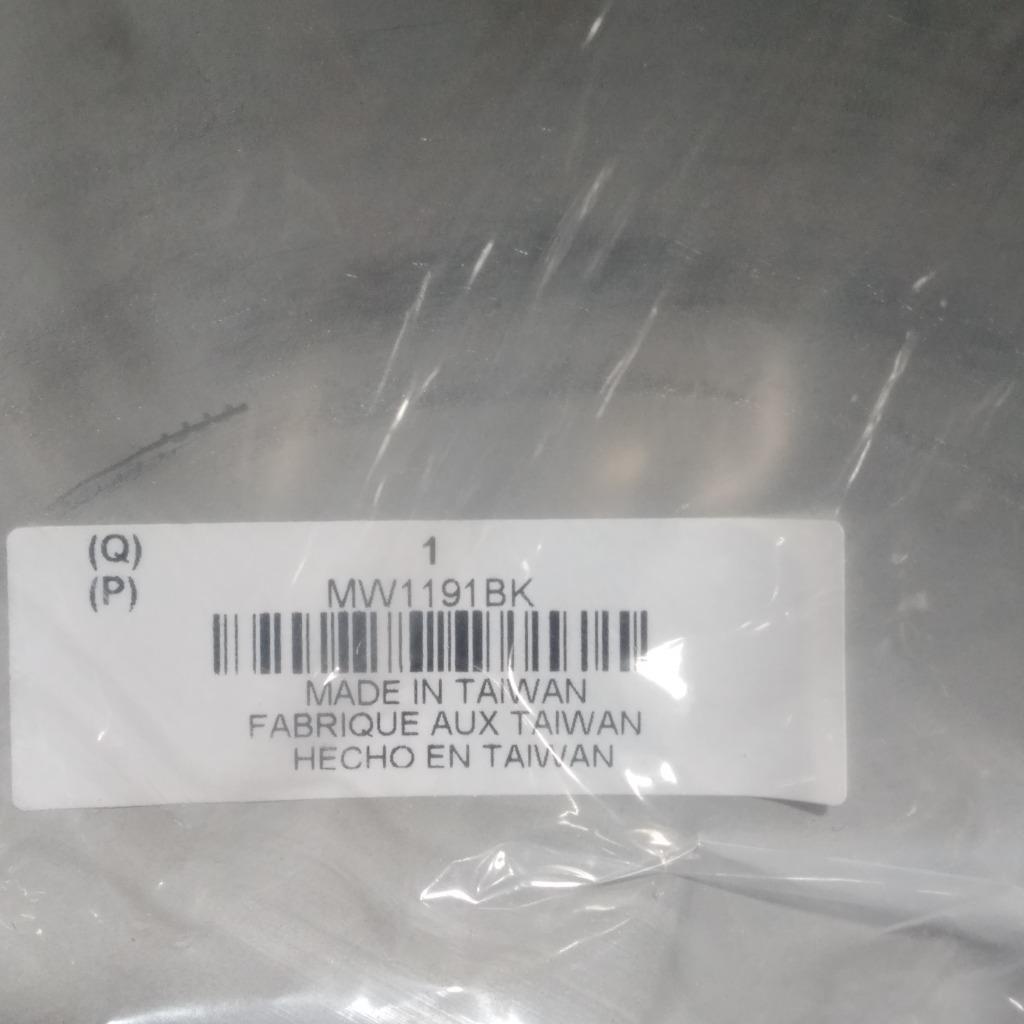 (Q) 1
(P) MW1191BK
MADE IN TAIWAN
FABRIQUE AUX TAIWAN
HECHO EN TAIWAN